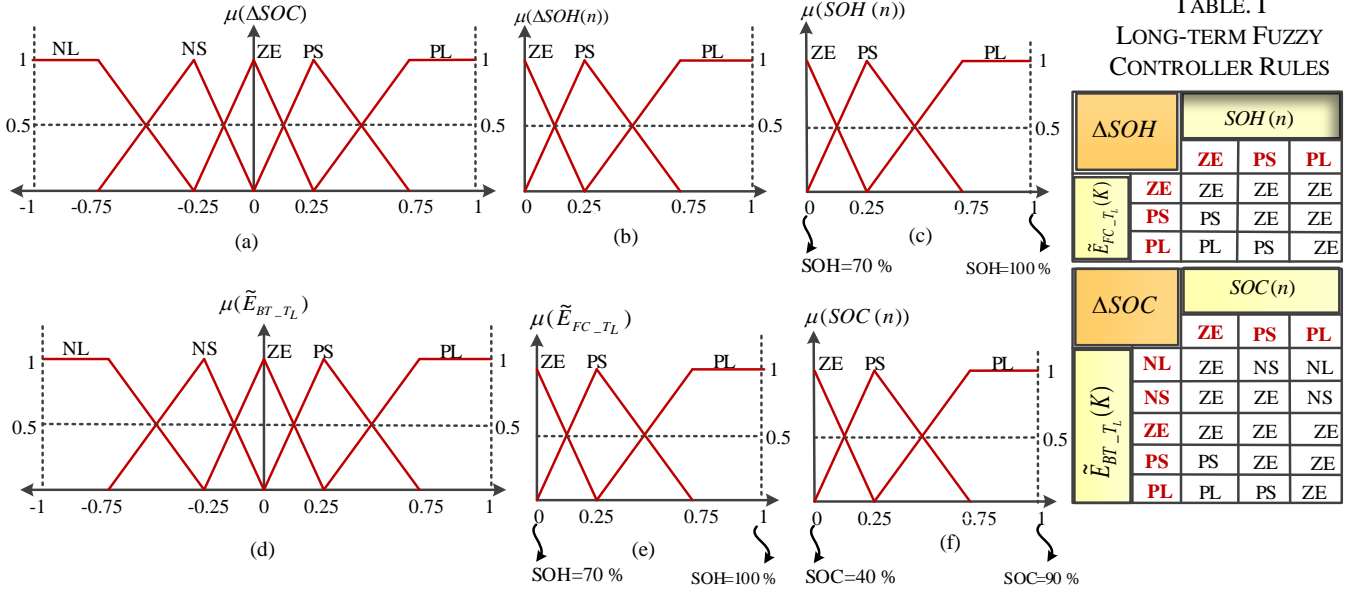 μ(ΔSOC)
NL NS ZE PS PL
1 1
0.5 0.5
-1 -0.75 -0.25 0 0.25 0.75 1
(a)
μ(ΔSOH(n))
ZE PS PL
1
0.5
0 0.25 0.75 1
(b)
μ(SOH (n))
ZE PS PL
1
0.5
0 0.25 0.75 1
(c)
SOH=70 % SOH=100 %
μ(Ẽ_BT_T_L)
NL NS ZE PS PL
1 1
0.5 0.5
-1 -0.75 -0.25 0 0.25 0.75 1
(d)
μ(Ẽ_FC_T_L)
ZE PS PL
1
0.5
0 0.25 0.75 1
(e)
SOH=70 % SOH=100 %
μ(SOC (n))
ZE PS PL
1
0.5
0 0.25 0.75 1
(f)
SOC=40 % SOC=90 %
TABLE. I
LONG-TERM FUZZY
CONTROLLER RULES
ΔSOH SOH (n)
ZE PS PL
Ẽ_FC_T_L(K)
ZE ZE ZE ZE
PS PS ZE ZE
PL PL PS ZE
ΔSOC SOC (n)
ZE PS PL
Ẽ_BT_T_L(K)
NL ZE NS NL
NS ZE ZE NS
ZE ZE ZE ZE
PS PS ZE ZE
PL PL PS ZE